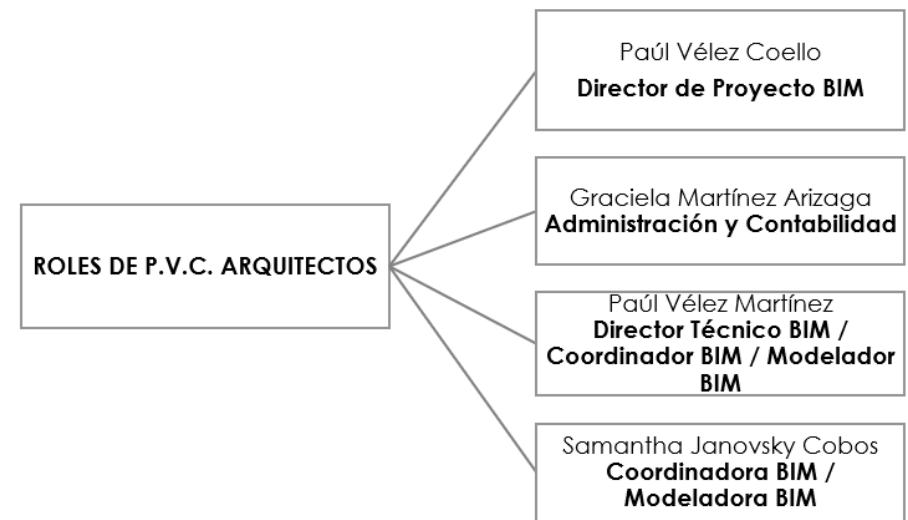 ROLES DE P.V.C. ARQUITECTOS
Paúl Vélez Coello
Director de Proyecto BIM
Graciela Martínez Arizaga
Administración y Contabilidad
Paúl Vélez Martínez
Director Técnico BIM /
Coordinador BIM / Modelador
BIM
Samantha Janovsky Cobos
Coordinadora BIM /
Modeladora BIM